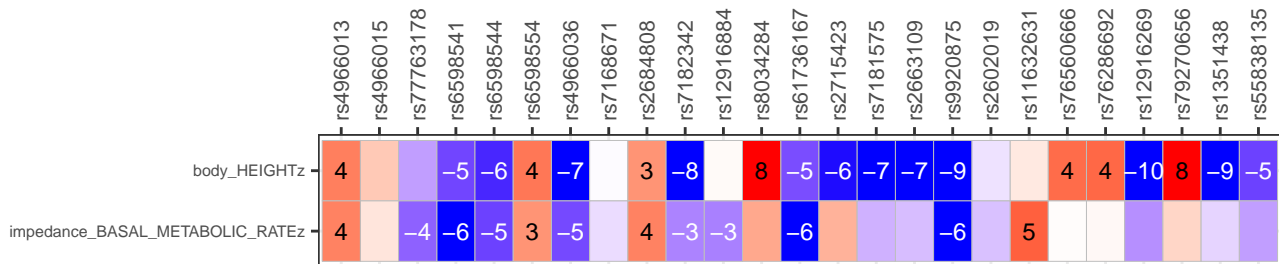 rs4966013 rs4966015 rs77763178 rs6598541 rs6598544 rs6598554 rs4966036 rs7168671 rs2684808 rs7182342 rs12916884 rs8034284 rs61736167 rs2715423 rs7181575 rs2663109 rs9920875 rs2602019 rs11632631 rs76560666 rs76286692 rs12916269 rs79270656 rs1351438 rs55838135
body_HEIGHTz 4 −5 −6 4 −7 3 −8 8 −5 −6 −7 −7 −9 4 4 −10 8 −9 −5
impedance_BASAL_METABOLIC_RATEz 4 −4 −6 −5 3 −5 4 −3 −3 −6 −6 5